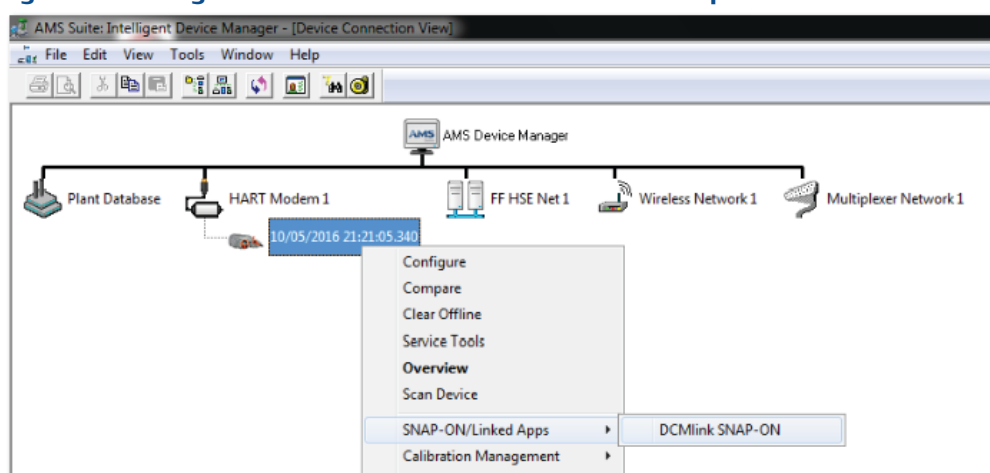 AMS Suite: Intelligent Device Manager - [Device Connection View]
File Edit View Tools Window Help
AMS AMS Device Manager
Plant Database HART Modem 1 FF HSE Net 1 Wireless Network 1 Multiplexer Network 1
10/05/2016 21:21:05.340
Configure
Compare
Clear Offline
Service Tools
Overview
Scan Device
SNAP-ON/Linked Apps DCMlink SNAP-ON
Calibration Management